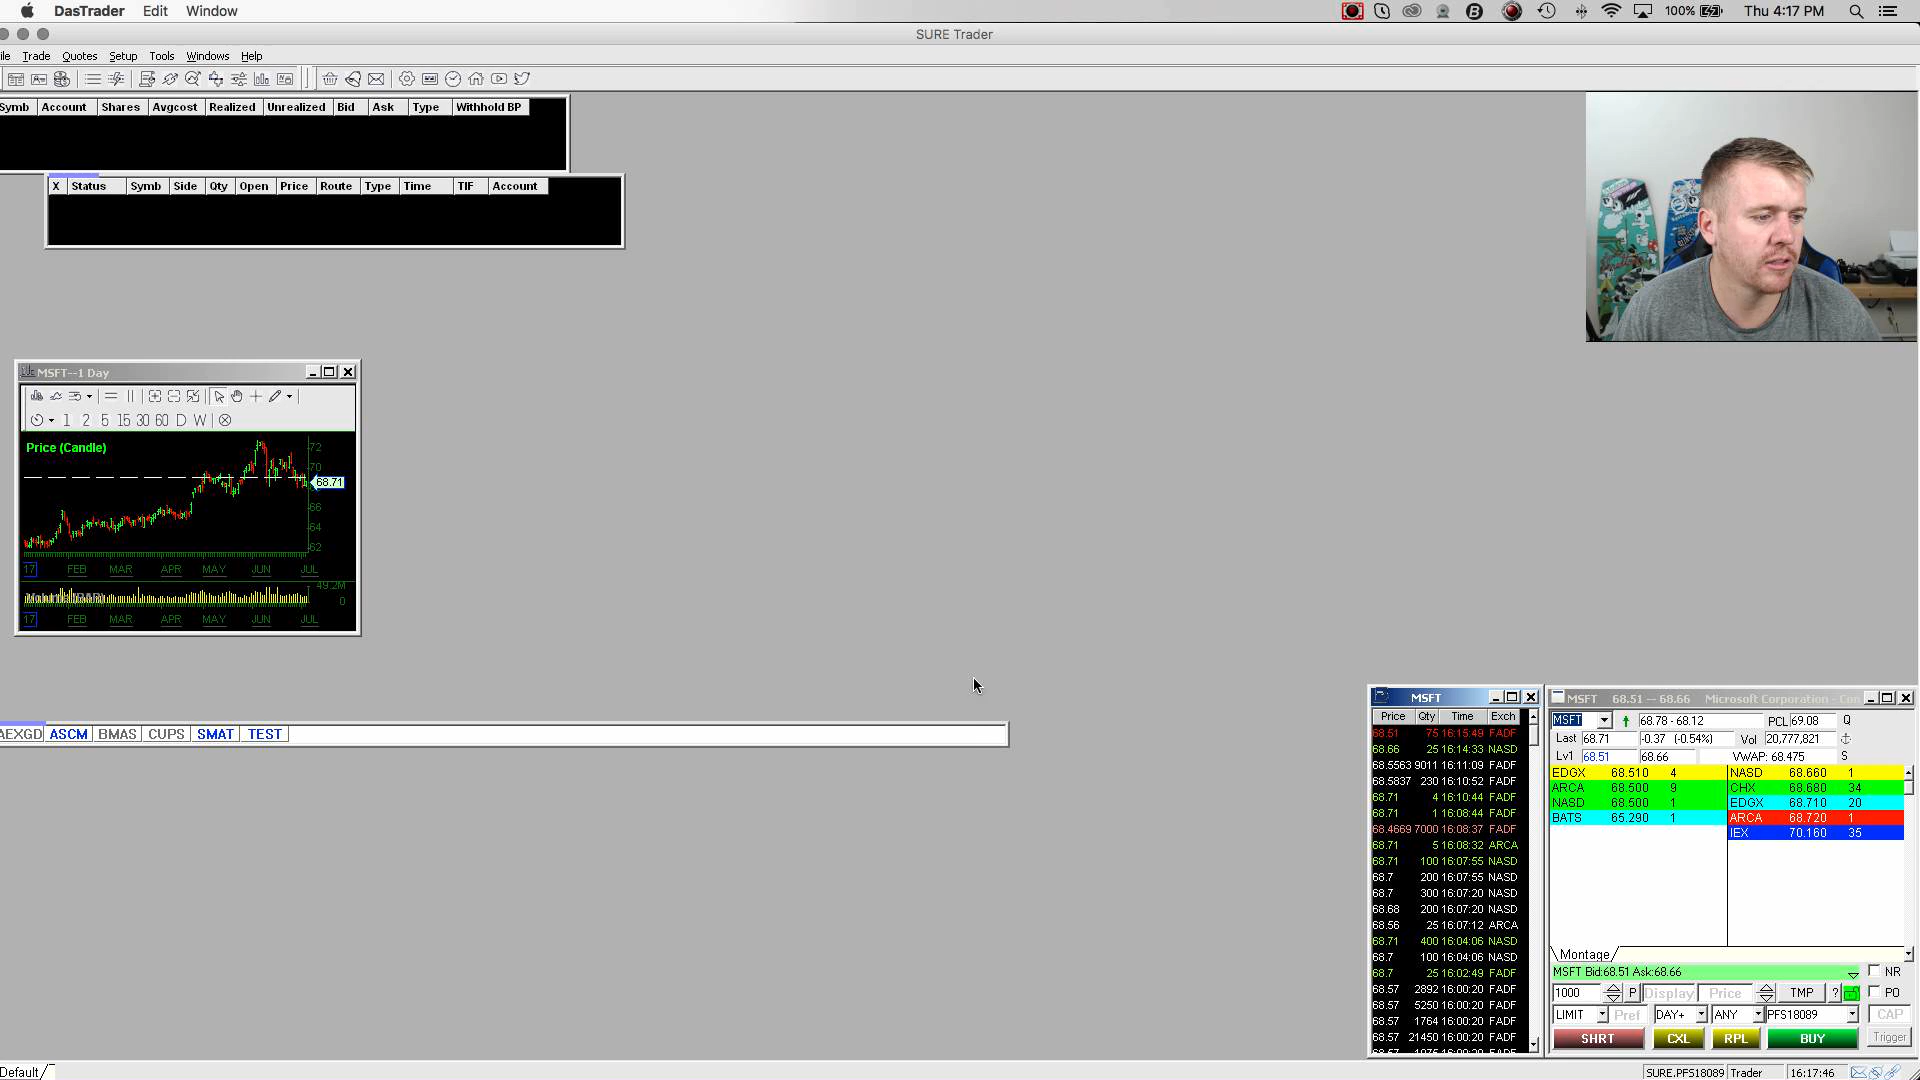 DasTrader Edit Window 100% Thu 4:17 PM
SURE Trader
ile Trade Quotes Setup Tools Windows Help
Symb Account Shares Avgcost Realized Unrealized Bid Ask Type Withhold BP
X Status Symb Side Qty Open Price Route Type Time TIF Account
MSFT--1 Day
1 2 5 15 30 60 D W
Price (Candle)
72
70
68.71
66
64
62
17 FEB MAR APR MAY JUN JUL
49.2M
0
17 FEB MAR APR MAY JUN JUL
AEXGD ASCM BMAS CUPS SMAT TEST
MSFT
Price Qty Time Exch
68.51 75 16:15:49 FADF
68.66 25 16:14:33 NASD
68.5563 9011 16:11:09 FADF
68.5837 230 16:10:52 FADF
68.71 4 16:10:44 FADF
68.71 1 16:08:44 FADF
68.4669 7000 16:08:37 FADF
68.71 5 16:08:32 ARCA
68.71 100 16:07:55 NASD
68.7 200 16:07:55 NASD
68.7 300 16:07:20 NASD
68.68 200 16:07:20 NASD
68.56 25 16:07:12 ARCA
68.71 400 16:04:06 NASD
68.7 100 16:04:06 NASD
68.7 25 16:02:49 FADF
68.57 2892 16:00:20 FADF
68.57 5250 16:00:20 FADF
68.57 1764 16:00:20 FADF
68.57 21450 16:00:20 FADF
MSFT 68.51 -- 68.66 Microsoft Corporation - Con
MSFT 68.78 - 68.12 PCL 69.08 Q
Last 68.71 -0.37 (-0.54%) Vol 20,777,821
Lv1 68.51 68.66 VWAP: 68.475 S
EDGX 68.510 4 NASD 68.660 1
ARCA 68.500 9 CHX 68.680 34
NASD 68.500 1 EDGX 68.710 20
BATS 65.290 1 ARCA 68.720 1
IEX 70.160 35
Montage
MSFT Bid:68.51 Ask:68.66 NR
1000 P Display Price TMP ? PO
LIMIT Pref DAY+ ANY PFS18089 CAP
SHRT CXL RPL BUY Trigger
Default SURE.PFS18089 Trader 16:17:46